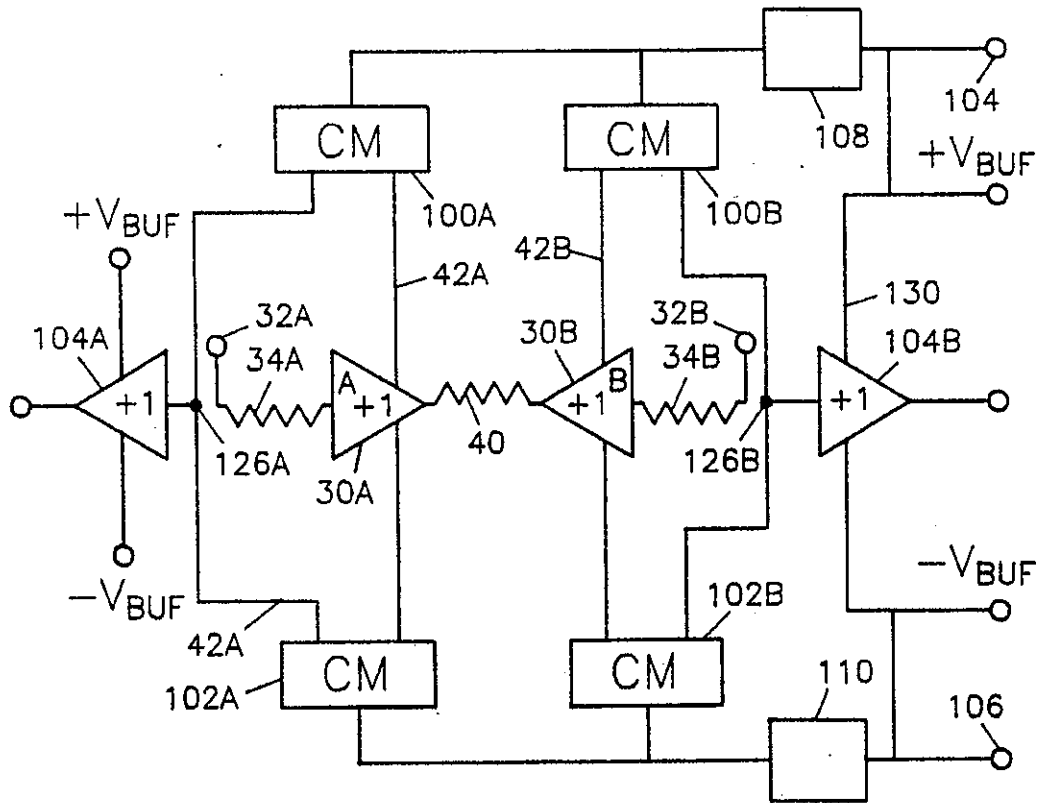 CM
CM
108
104
+VBUF
100A
100B
+VBUF
42B
42A
130
104A
32A
30B
32B
104B
34A
34B
+1
A
+1
B
+1
+1
126A
40
126B
30A
-VBUF
-VBUF
42A
102B
102A
CM
CM
110
106